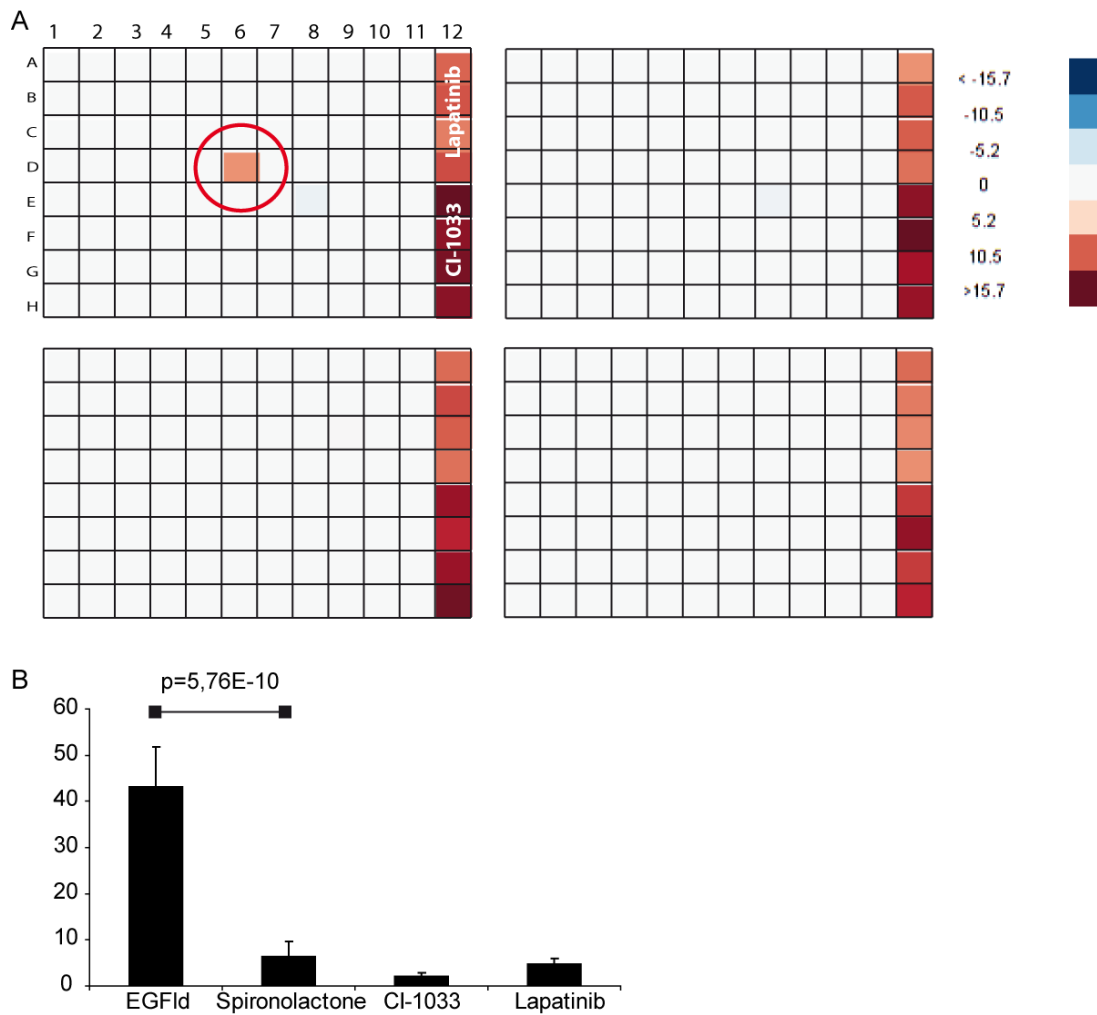 A
1 2 3 4 5 6 7 8 9 10 11 12
A
B
C
D
E
F
G
H
Lapatinib
CI-1033
< -15.7
-10.5
-5.2
0
5.2
10.5
>15.7
B
p=5,76E-10
60
50
40
30
20
10
0
EGFld Spironolactone CI-1033 Lapatinib